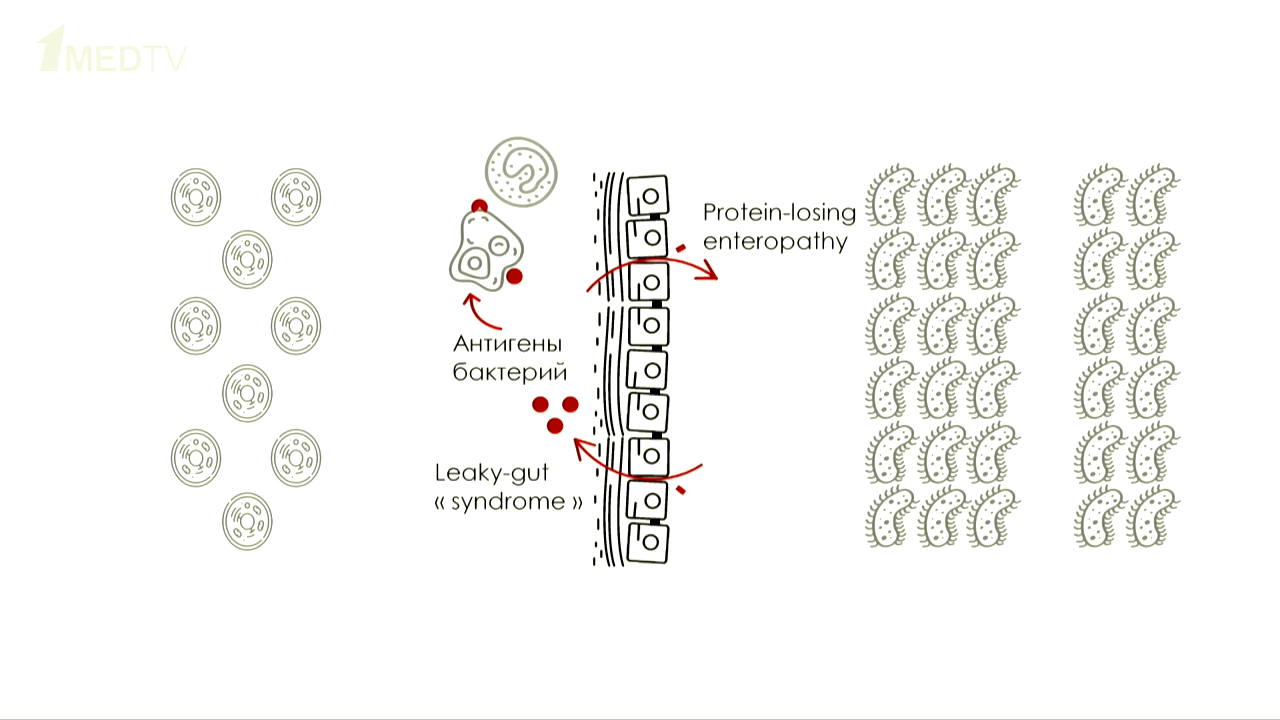 1MEDTV
Protein-losing
enteropathy
Антигены
бактерий
Leaky-gut
« syndrome »